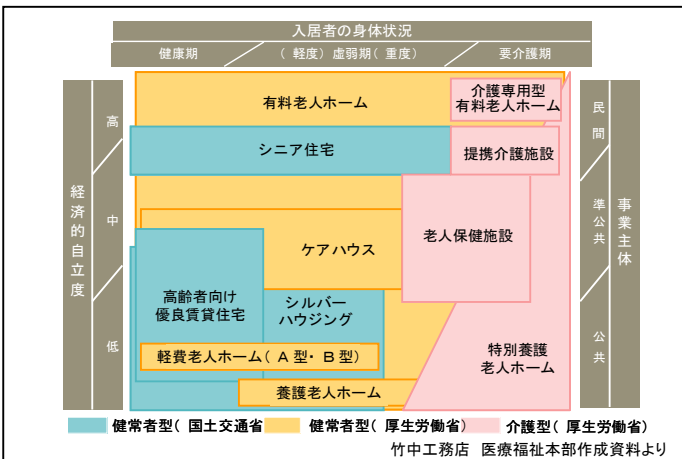 入居者の身体状況
健康期
( 軽度) 虚弱期( 重度)
要介護期
経済的自立度
高
中
低
有料老人ホーム
介護専用型
有料老人ホーム
シニア住宅
提携介護施設
ケアハウス
老人保健施設
高齢者向け
優良賃貸住宅
シルバー
ハウジング
軽費老人ホーム( A 型・ B 型)
養護老人ホーム
特別養護
老人ホーム
民間
準公共
公共
事業主体
健常者型( 国土交通省
健常者型( 厚生労働省)
介護型( 厚生労働省)
竹中工務店 医療福祉本部作成資料より